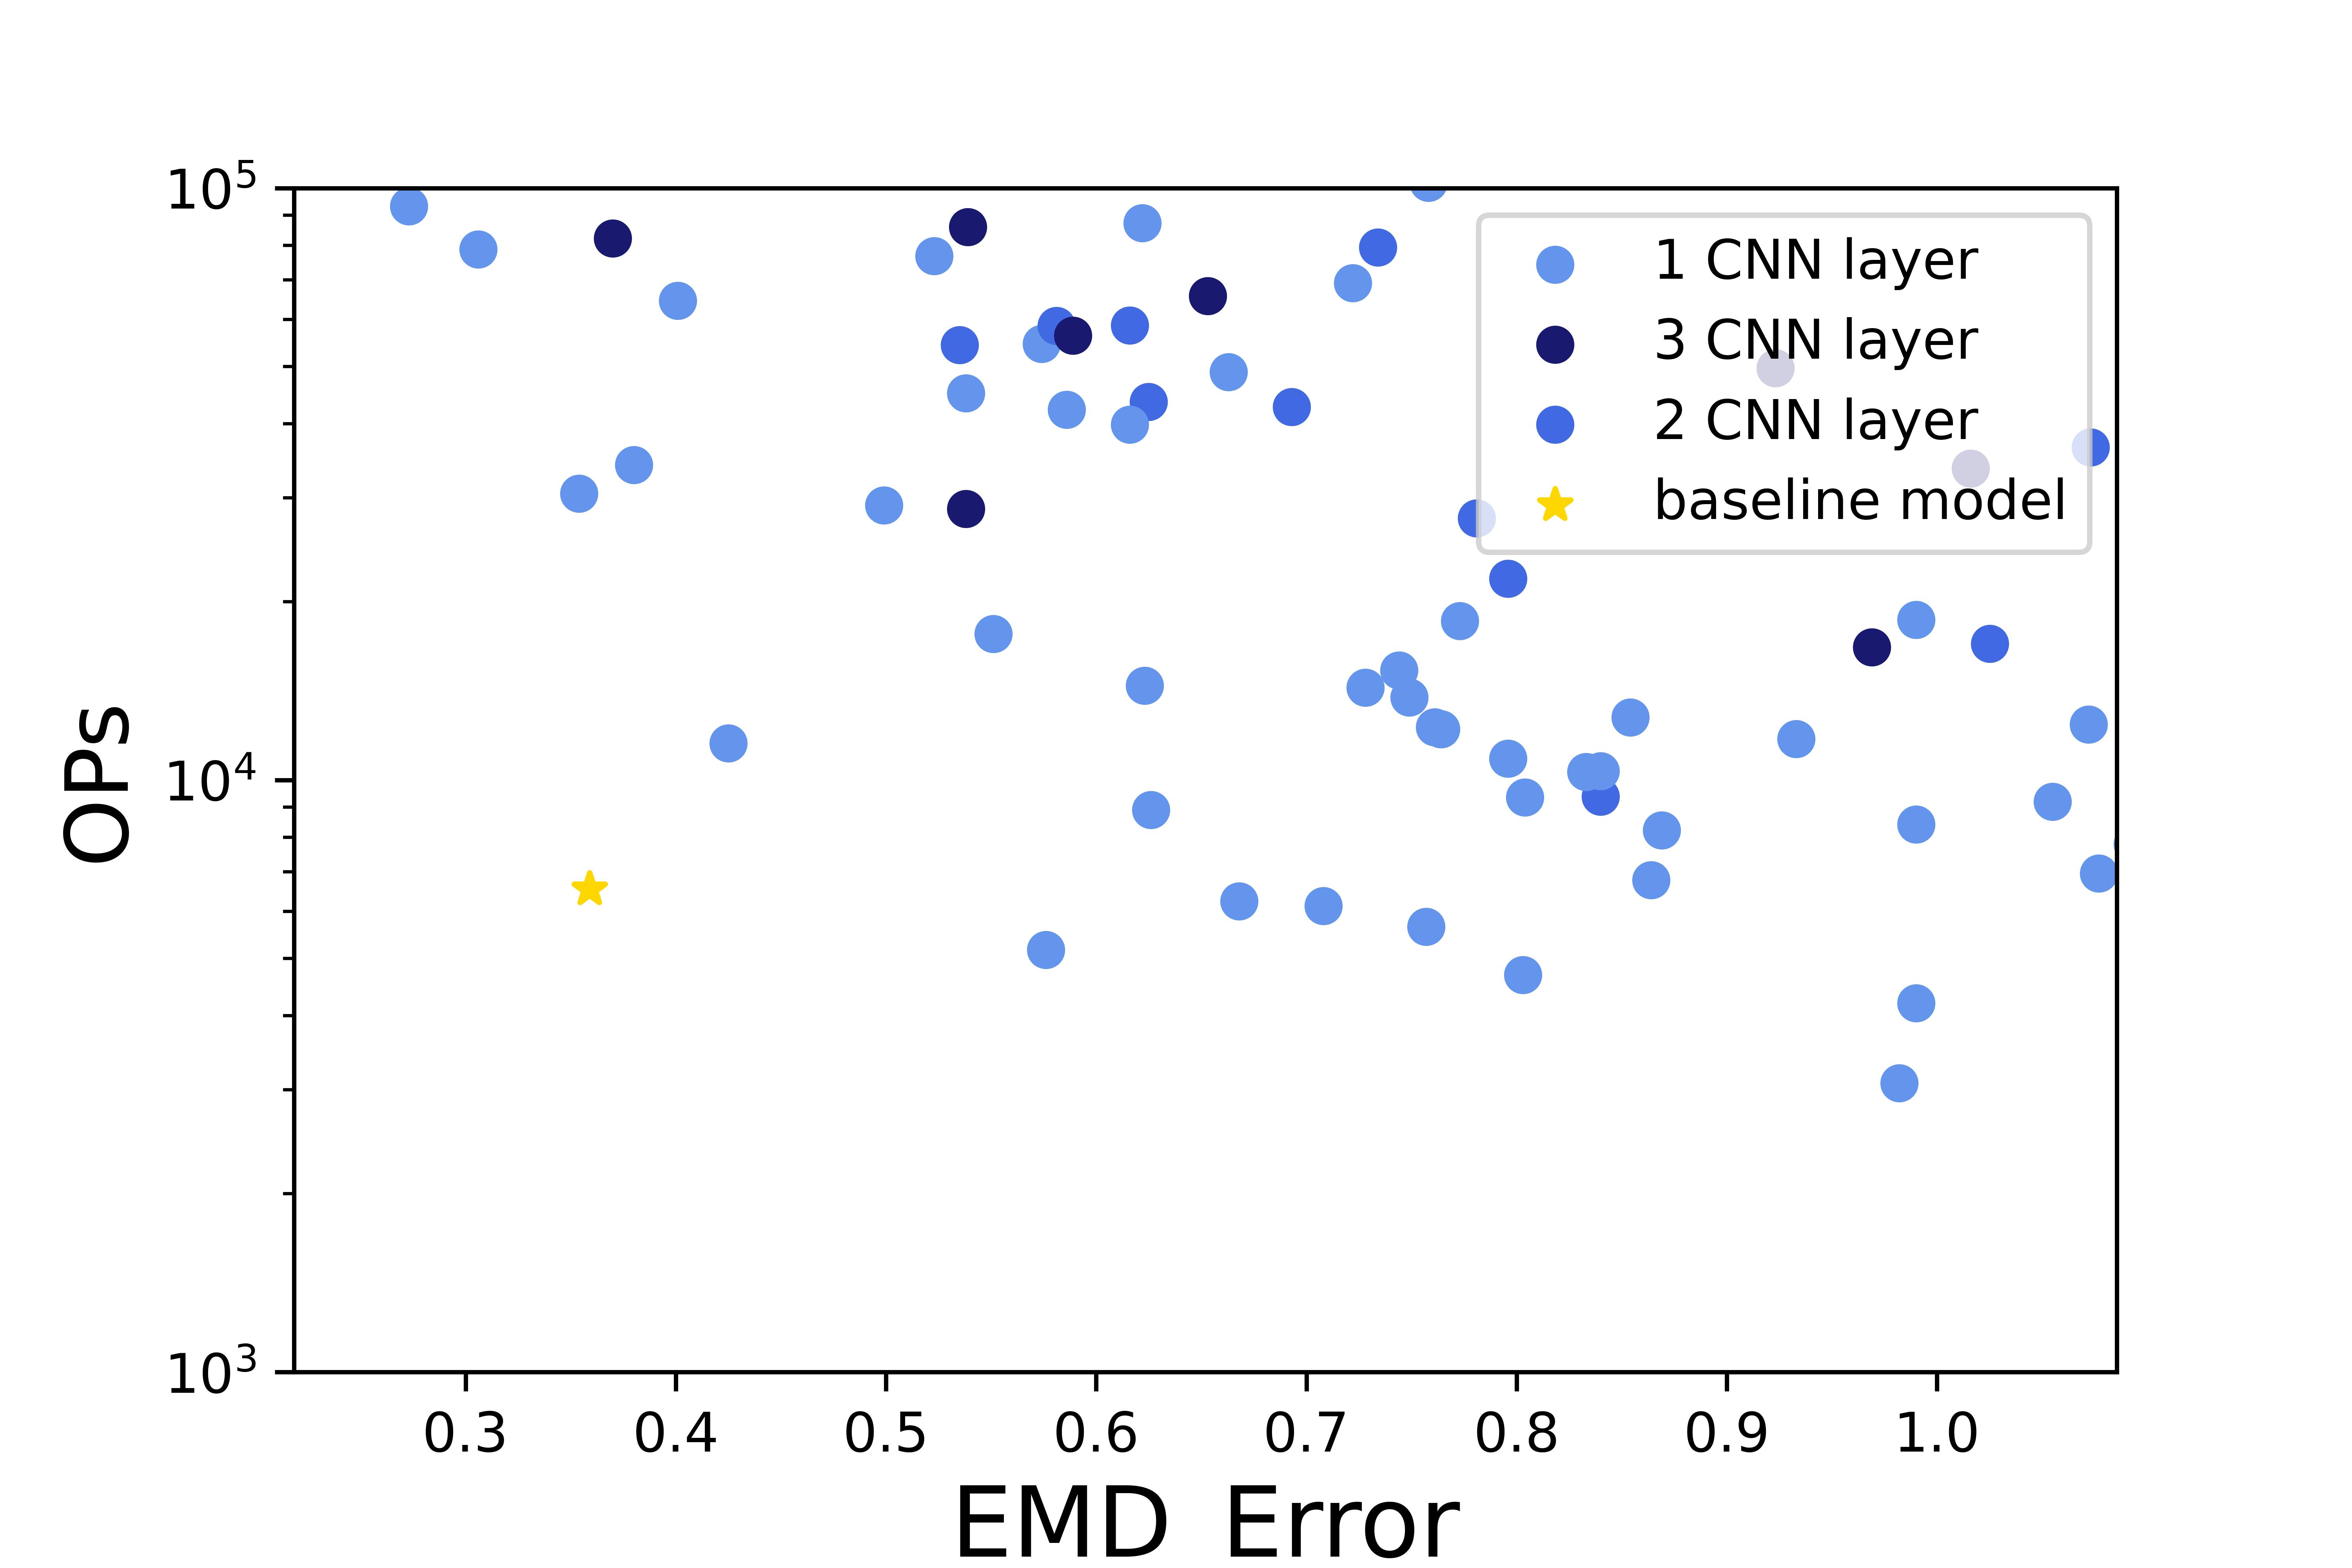 10^5
10^4
10^3
OPs
1 CNN layer
3 CNN layer
2 CNN layer
baseline model
0.3 0.4 0.5 0.6 0.7 0.8 0.9 1.0
EMD Error